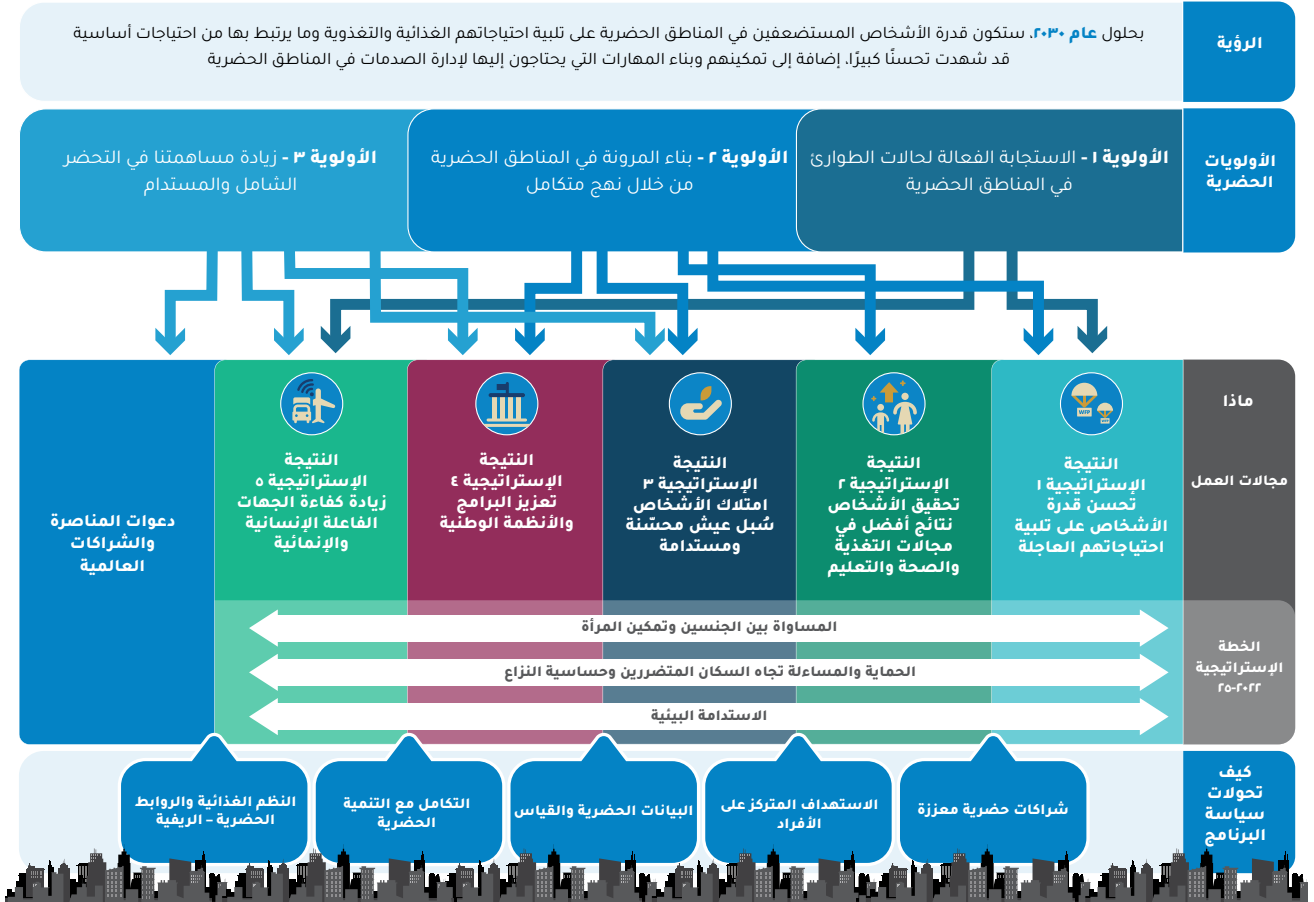 الرؤية
بحلول عام ٢٠٣٠، ستكون قدرة الأشخاص المستضعفين في المناطق الحضرية على تلبية احتياجاتهم الغذائية والتغذوية وما يرتبط بها من احتياجات أساسية
قد شهدت تحسنًا كبيرًا، إضافة إلى تمكينهم وبناء المهارات التي يحتاجون إليها لإدارة الصدمات في المناطق الحضرية
الأولويات
الحضرية
الأولوية ١ - الاستجابة الفعالة لحالات الطوارئ
في المناطق الحضرية
الأولوية ٢ - بناء المرونة في المناطق الحضرية
من خلال نهج متكامل
الأولوية ٣ - زيادة مساهمتنا في التحضر
الشامل والمستدام
ماذا
مجالات العمل
WFP
WFP
النتيجة
الإستراتيجية ١
تحسن قدرة
الأشخاص على تلبية
احتياجاتهم العاجلة
النتيجة
الإستراتيجية ٢
تحقيق الأشخاص
نتائج أفضل في
مجالات التغذية
والصحة والتعليم
النتيجة
الإستراتيجية ٣
امتلاك الأشخاص
سُبل عيش محسّنة
ومستدامة
النتيجة
الإستراتيجية ٤
تعزيز البرامج
والأنظمة الوطنية
النتيجة
الإستراتيجية ٥
زيادة كفاءة الجهات
الفاعلة الإنسانية
والإنمائية
دعوات المناصرة
والشراكات
العالمية
الخطة
الإستراتيجية
٢٠٢٢-٢٥
المساواة بين الجنسين وتمكين المرأة
الحماية والمساءلة تجاه السكان المتضررين وحساسية النزاع
الاستدامة البيئية
كيف
تحولات
سياسة
البرنامج
شراكات حضرية معززة
الاستهداف المتركز على
الأفراد
البيانات الحضرية والقياس
التكامل مع التنمية
الحضرية
النظم الغذائية والروابط
الحضرية – الريفية